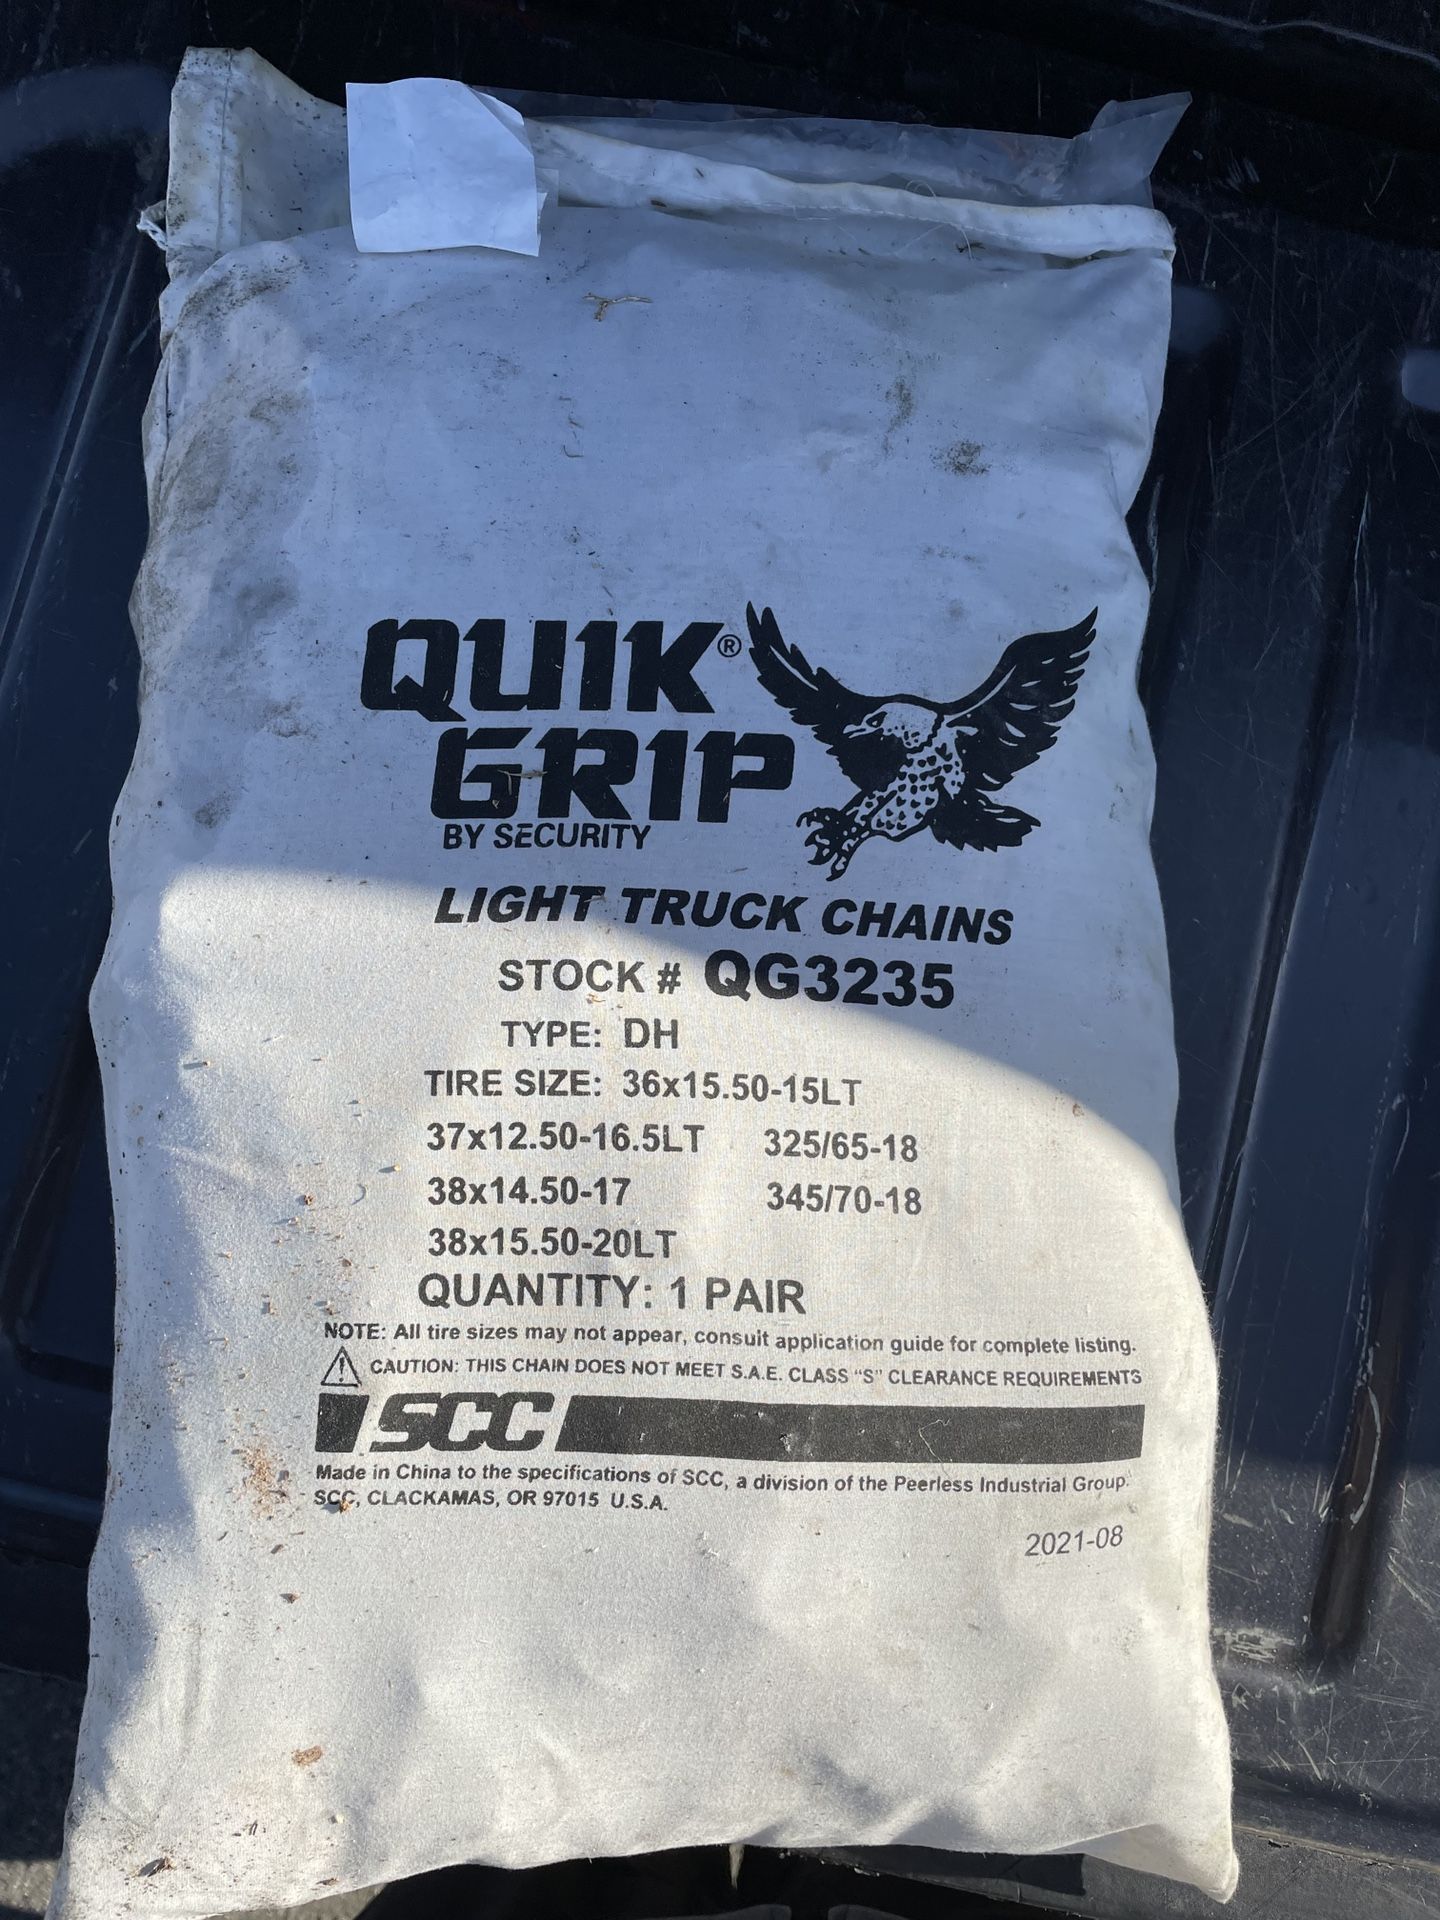 QUIK®
GRIP
BY SECURITY
LIGHT TRUCK CHAINS
STOCK # QG3235
TYPE: DH
TIRE SIZE: 36x15.50-15LT
37x12.50-16.5LT 325/65-18
38x14.50-17 345/70-18
38x15.50-20LT
QUANTITY: 1 PAIR
NOTE: All tire sizes may not appear, consult application guide for complete listing.
CAUTION: THIS CHAIN DOES NOT MEET S.A.E. CLASS "S" CLEARANCE REQUIREMENTS
SCC
Made in China to the specifications of SCC, a division of the Peerless Industrial Group.
SCC, CLACKAMAS, OR 97015 U.S.A.
2021-08